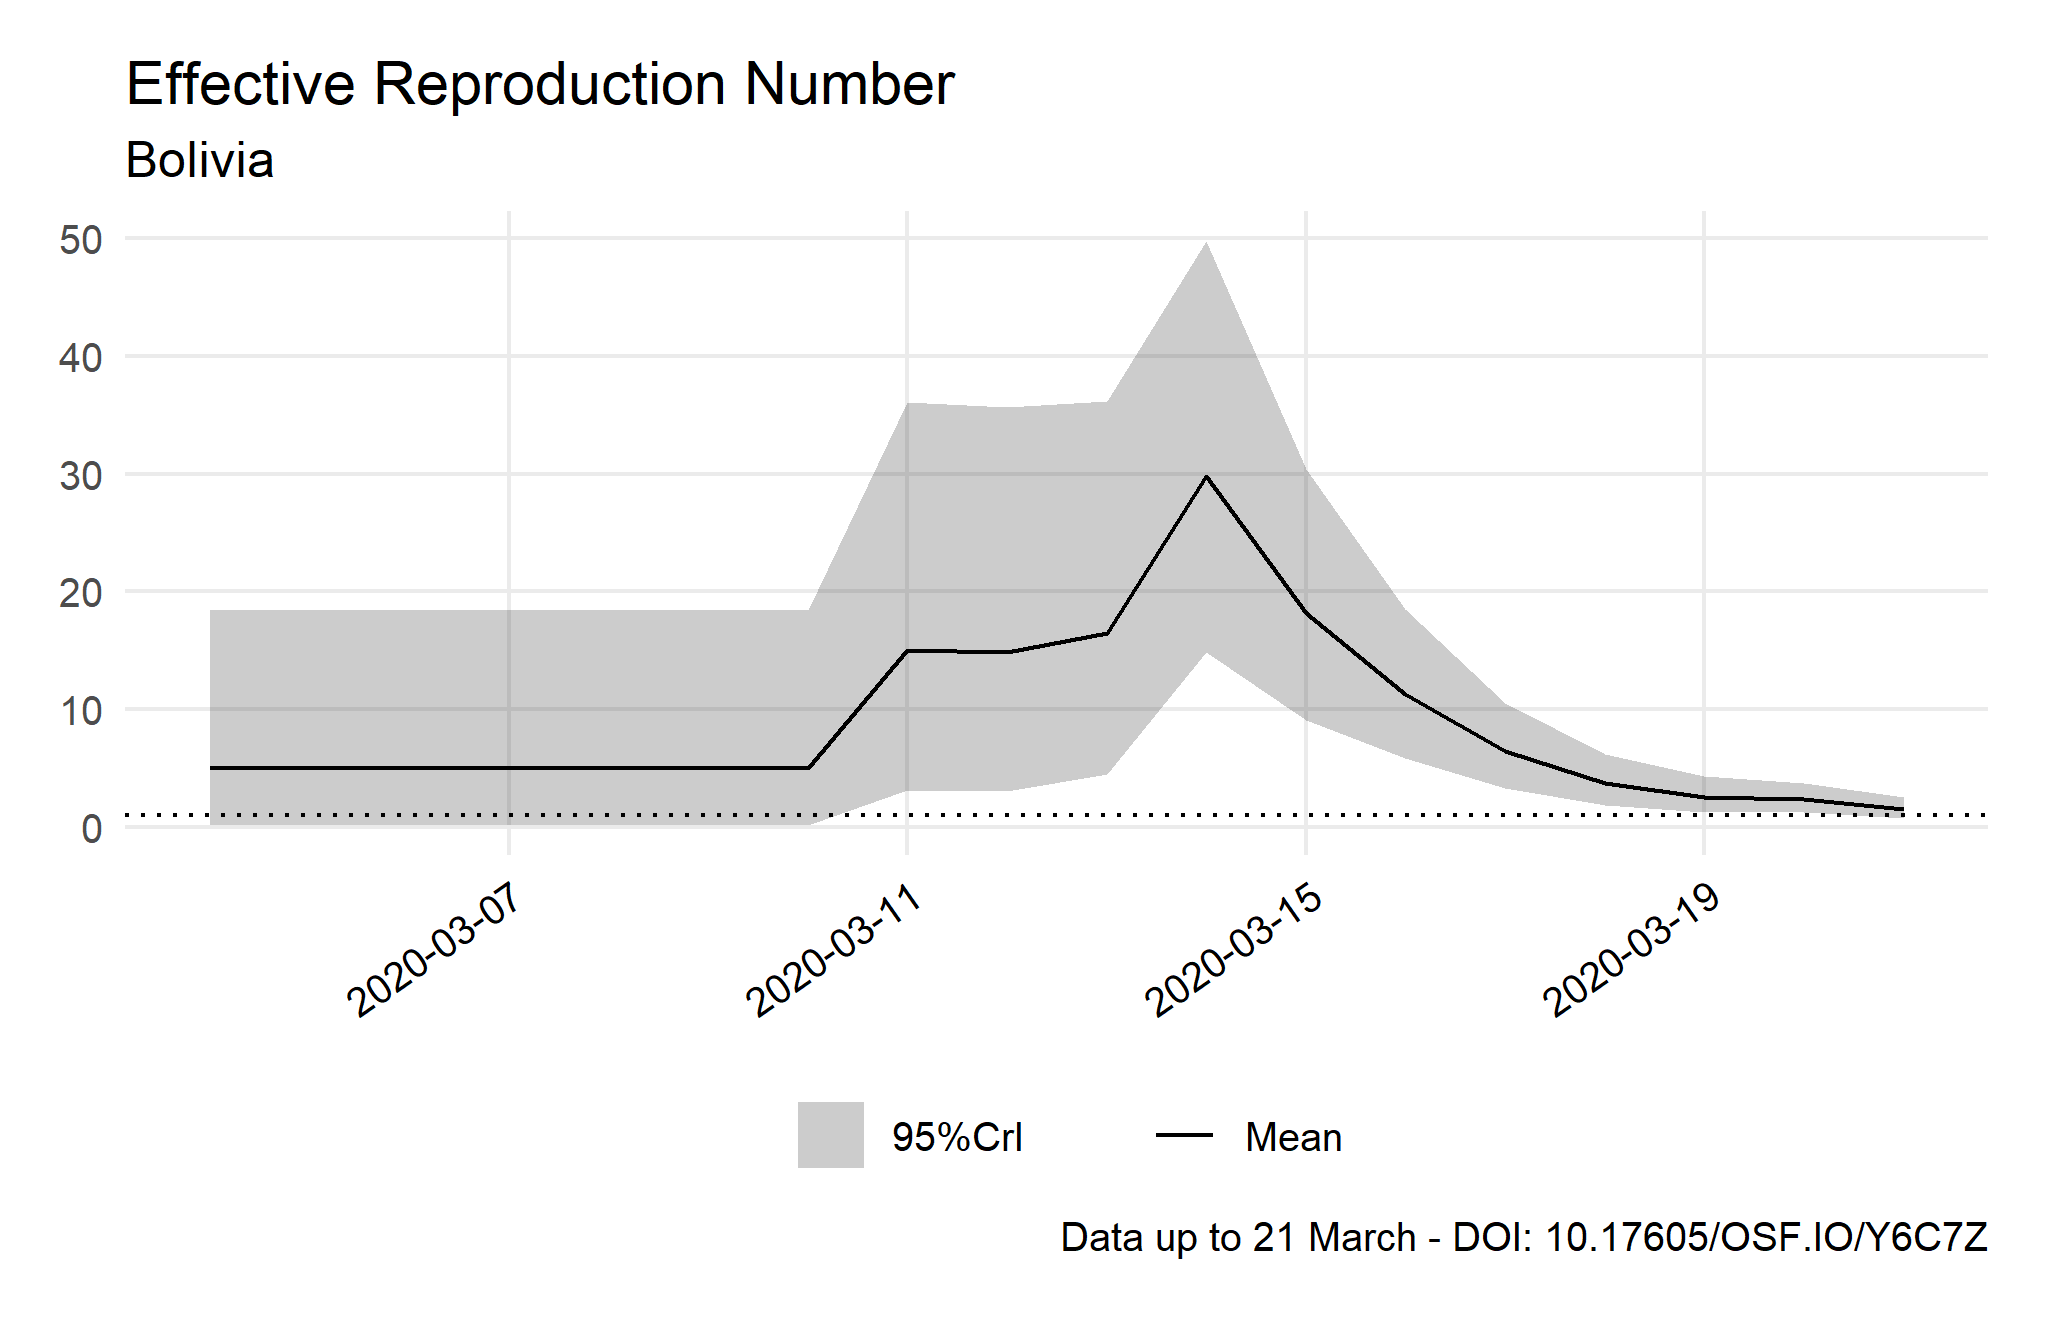 Effective Reproduction Number
Bolivia
50
40
30
20
10
0
2020-03-07
2020-03-11
2020-03-15
2020-03-19
95%CrI
Mean
Data up to 21 March - DOI: 10.17605/OSF.IO/Y6C7Z